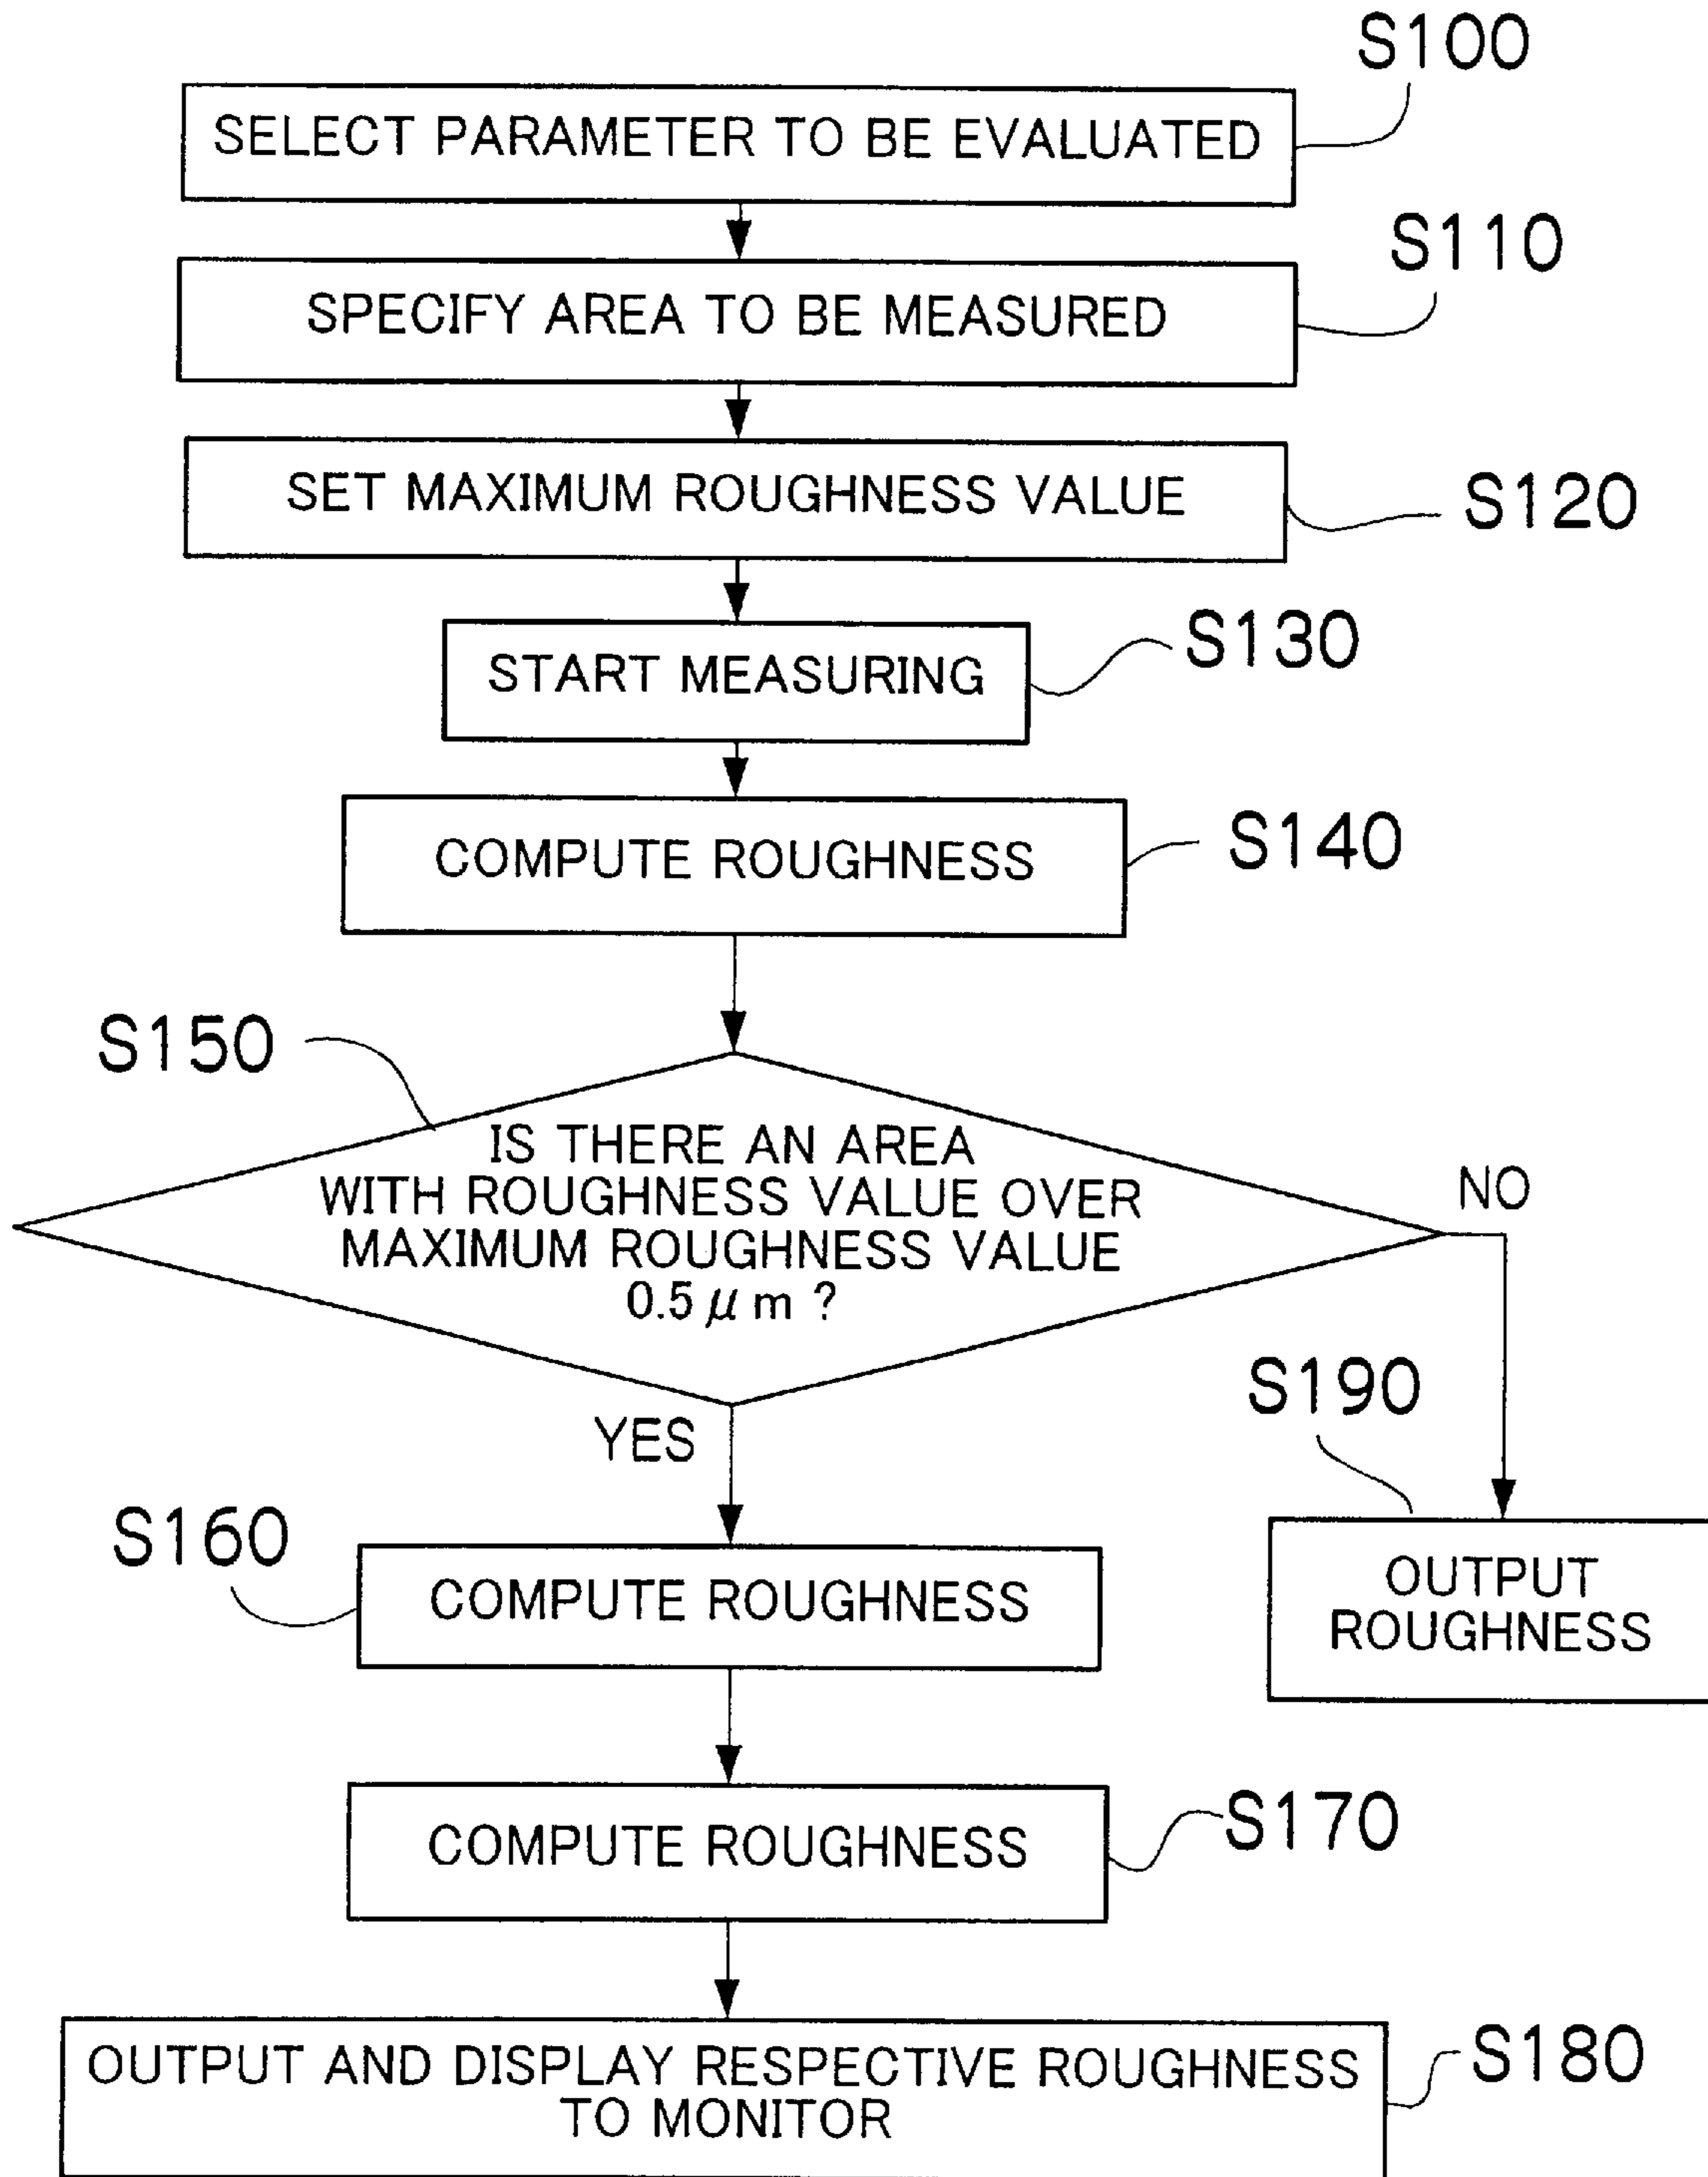 S100
SELECT PARAMETER TO BE EVALUATED
S110
SPECIFY AREA TO BE MEASURED
SET MAXIMUM ROUGHNESS VALUE
S120
S130
START MEASURING
COMPUTE ROUGHNESS
S140
S150
IS THERE AN AREA
WITH ROUGHNESS VALUE OVER
MAXIMUM ROUGHNESS VALUE
0.5 μm ?
NO
YES
S190
S160
COMPUTE ROUGHNESS
OUTPUT
ROUGHNESS
COMPUTE ROUGHNESS
S170
OUTPUT AND DISPLAY RESPECTIVE ROUGHNESS
TO MONITOR
S180